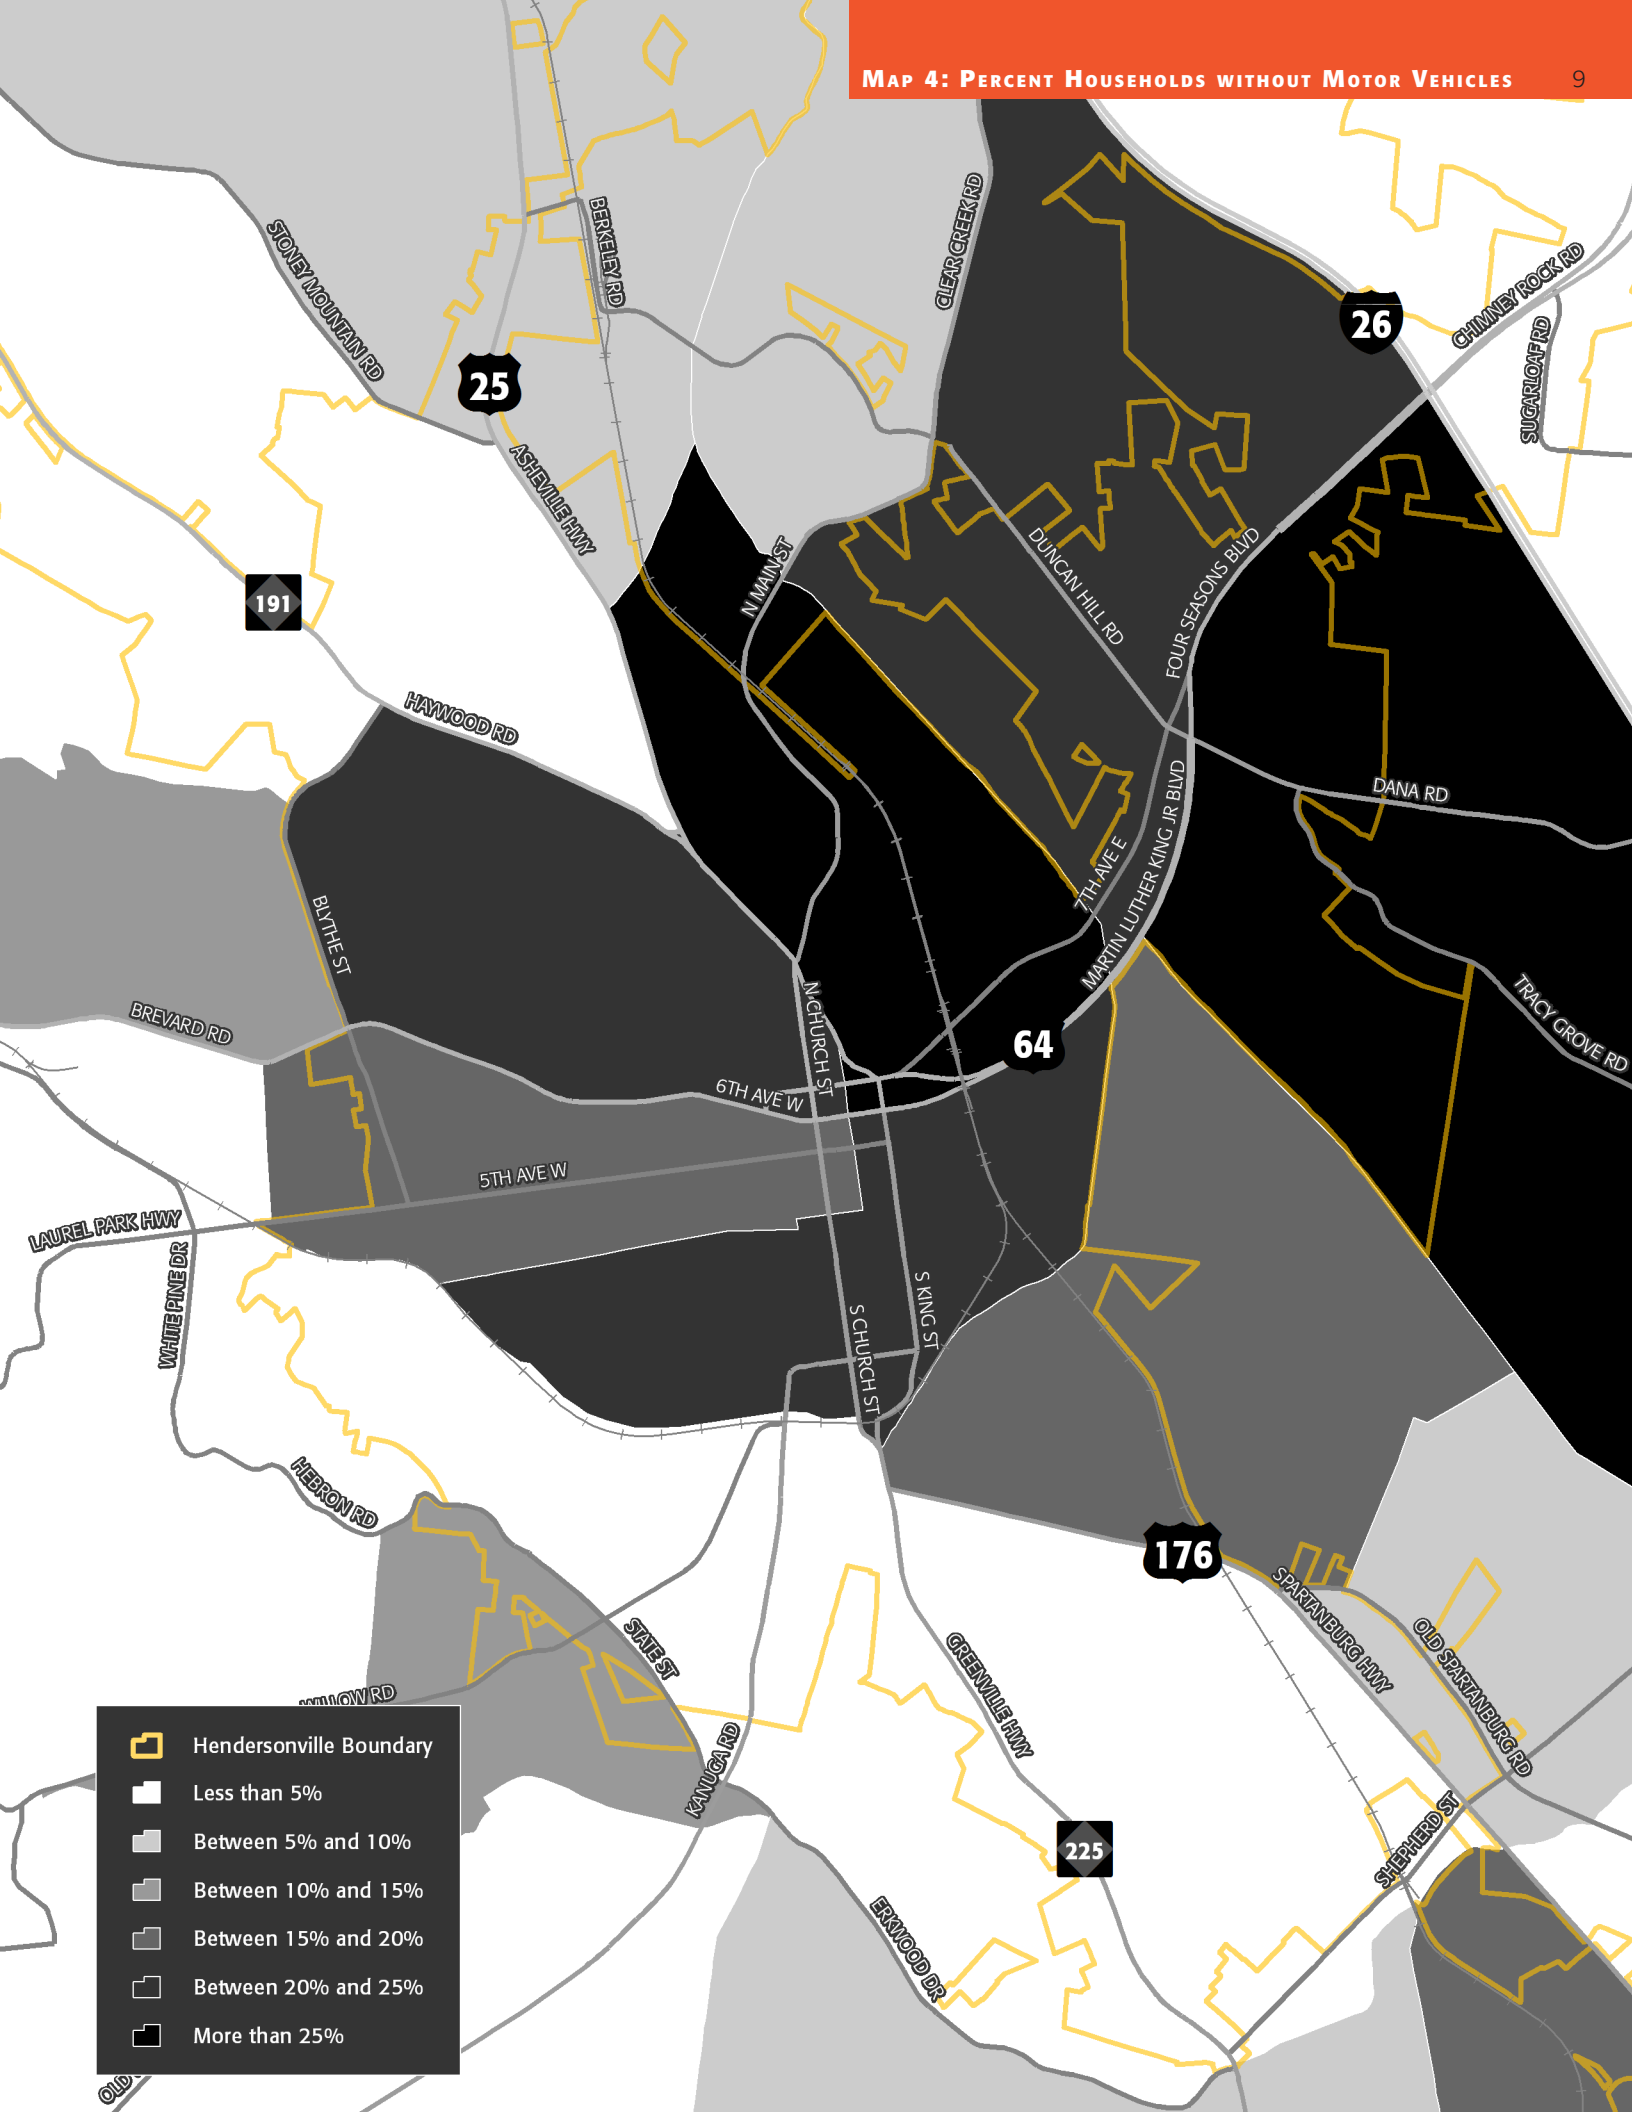 MAP 4: PERCENT HOUSEHOLDS WITHOUT MOTOR VEHICLES 9
STONEY MOUNTAIN RD
BERKELEY RD
CLEAR CREEK RD
26
CHIMNEY ROCK RD
SUGARLOAF RD
25
ASHEVILLE HWY
N MAIN ST
DUNCAN HILL RD
FOUR SEASONS BLVD
191
HAYWOOD RD
DANA RD
MARTIN LUTHER KING JR BLVD
7TH AVE E
BLYTHE ST
BREVARD RD
N CHURCH ST
TRACY GROVE RD
64
6TH AVE W
5TH AVE W
LAUREL PARK HWY
WHITE PINE DR
S KING ST
S CHURCH ST
HEBRON RD
176
SPARTANBURG HWY
OLD SPARTANBURG RD
STATE ST
GREENVILLE HWY
WILLOW RD
KANUGA RD
SHEPHERD ST
225
ERKWOOD DR
Hendersonville Boundary
Less than 5%
Between 5% and 10%
Between 10% and 15%
Between 15% and 20%
Between 20% and 25%
More than 25%
OLD